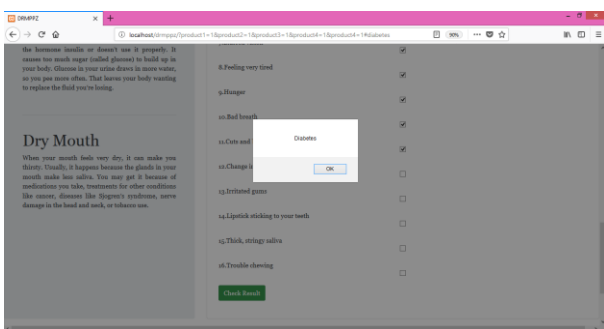 DRMPFZ
localhost/drmppz/?product1=1&product2=1&product3=1&product4=1&product4=1#diabetes
90%
the hormone insulin or doesn't use it properly. It
causes too much sugar (called glucose) to build up in
your body. Glucose in your urine draws in more water,
so you pee more often. That leaves your body wanting
to replace the fluid you're losing.
Dry Mouth
When your mouth feels very dry, it can make you
thirsty. Usually, it happens because the glands in your
mouth make less saliva. You may get it because of
medications you take, treatments for other conditions
like cancer, diseases like Sjogren's syndrome, nerve
damage in the head and neck, or tobacco use.
8.Feeling very tired
9.Hunger
10.Bad breath
11.Cuts and
12.Change i
13.Irritated gums
14.Lipstick sticking to your teeth
15.Thick, stringy saliva
16.Trouble chewing
Check Result
Diabetes
OK